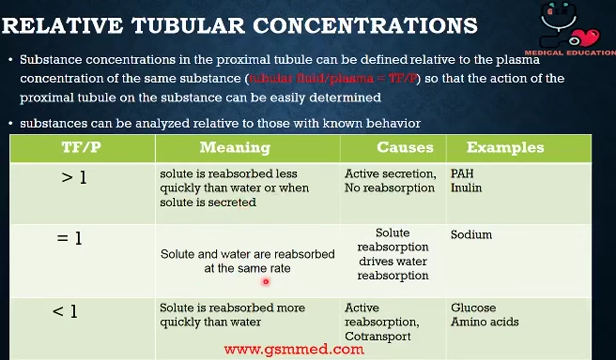 RELATIVE TUBULAR CONCENTRATIONS
MEDICAL EDUCATION
Substance concentrations in the proximal tubule can be defined relative to the plasma
concentration of the same substance (tubular fluid/plasma = TF/P) so that the action of the
proximal tubule on the substance can be easily determined
substances can be analyzed relative to those with known behavior
TF/P Meaning Causes Examples
> 1
solute is reabsorbed less
quickly than water or when
solute is secreted
Active secretion,
No reabsorption
PAH
Inulin
= 1
Solute and water are reabsorbed
at the same rate
Solute
reabsorption
drives water
reabsorption
Sodium
< 1
Solute is reabsorbed more
quickly than water
Active
reabsorption,
Cotransport
Glucose
Amino acids
www.gsmmed.com